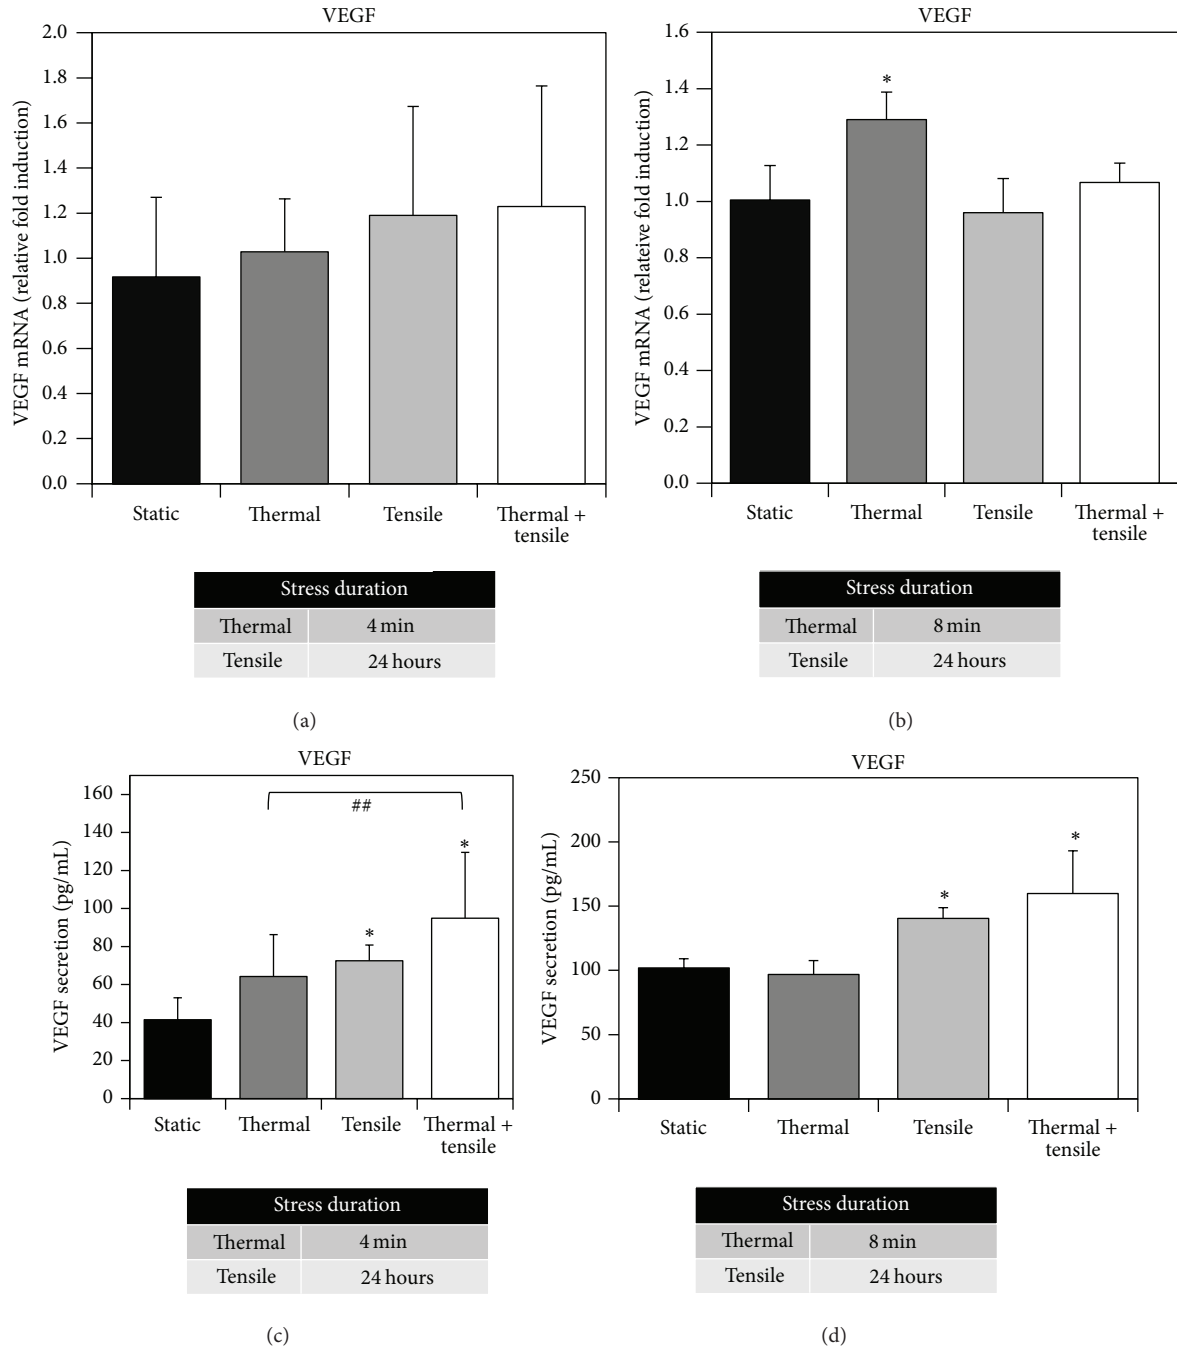 VEGF
VEGF mRNA (relative fold induction)
2.0
1.8
1.6
1.4
1.2
1.0
0.8
0.6
0.4
0.2
0.0
Static
Thermal
Tensile
Thermal +
tensile
Stress duration
Thermal 4 min
Tensile 24 hours
(a)
VEGF
VEGF mRNA (relateive fold induction)
1.6
1.4
1.2
1.0
0.8
0.6
0.4
0.2
0.0
*
Static
Thermal
Tensile
Thermal +
tensile
Stress duration
Thermal 8 min
Tensile 24 hours
(b)
VEGF
VEGF secretion (pg/mL)
160
140
120
100
80
60
40
20
0
##
*
*
Static
Thermal
Tensile
Thermal +
tensile
Stress duration
Thermal 4 min
Tensile 24 hours
(c)
VEGF
VEGF secretion (pg/mL)
250
200
150
100
50
0
*
*
Static
Thermal
Tensile
Thermal +
tensile
Stress duration
Thermal 8 min
Tensile 24 hours
(d)